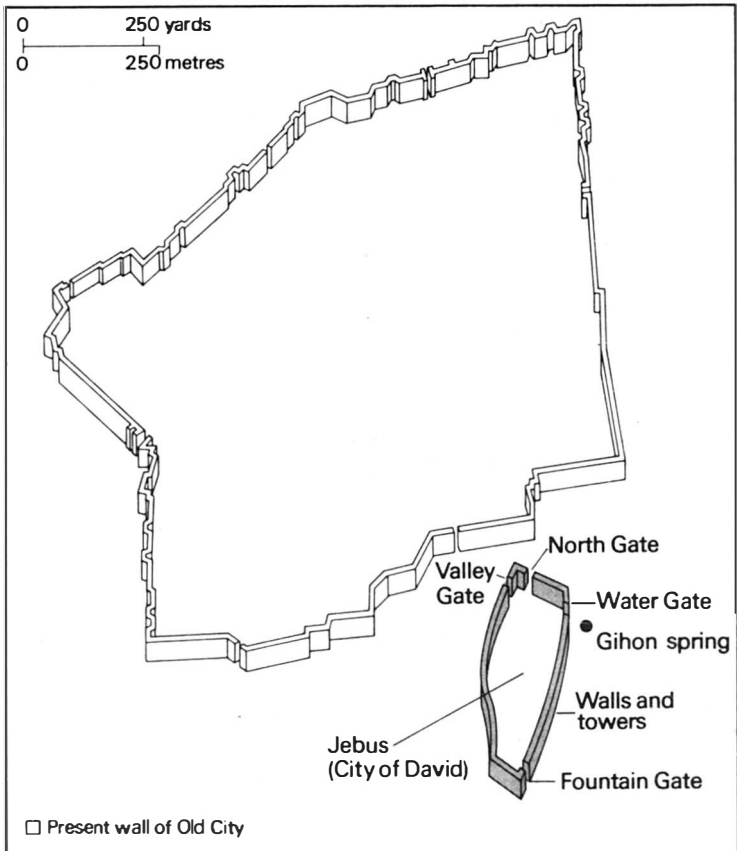 0 250 yards
0 250 metres
North Gate
Valley
Gate
Water Gate
Gihon spring
Walls and
towers
Jebus
(City of David)
Fountain Gate
Present wall of Old City